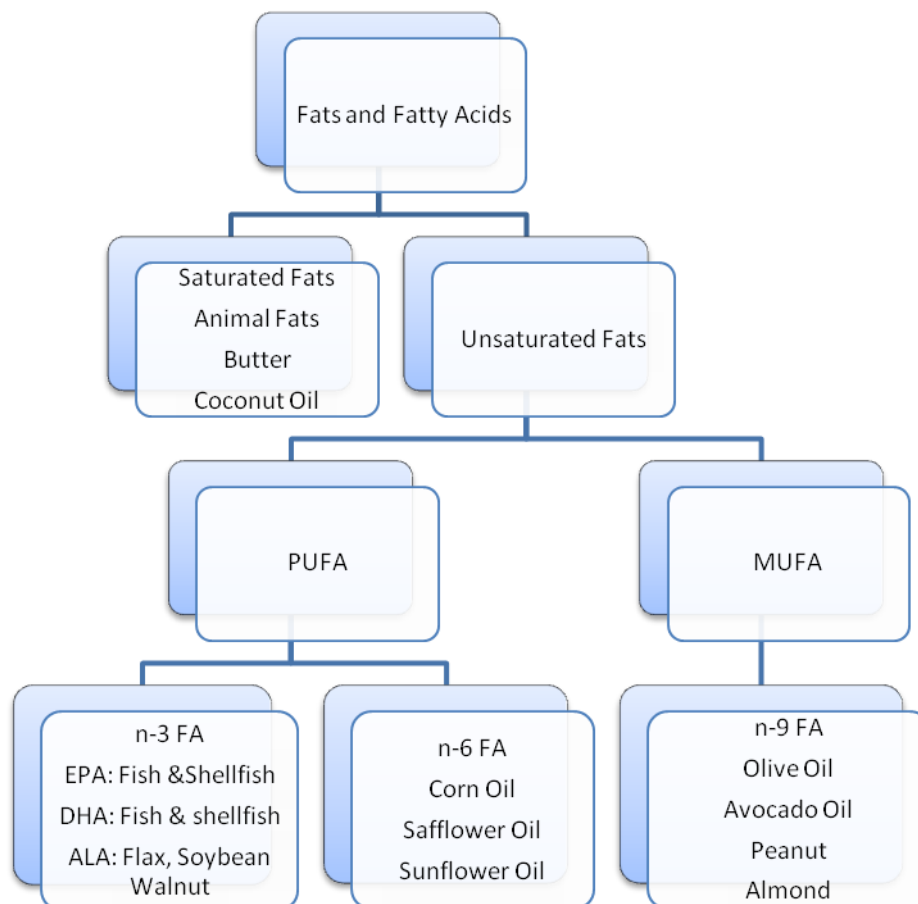 Fats and Fatty Acids
Saturated Fats
Animal Fats
Butter
Coconut Oil
Unsaturated Fats
PUFA
MUFA
n-3 FA
EPA: Fish &Shellfish
DHA: Fish & shellfish
ALA: Flax, Soybean
Walnut
n-6 FA
Corn Oil
Safflower Oil
Sunflower Oil
n-9 FA
Olive Oil
Avocado Oil
Peanut
Almond